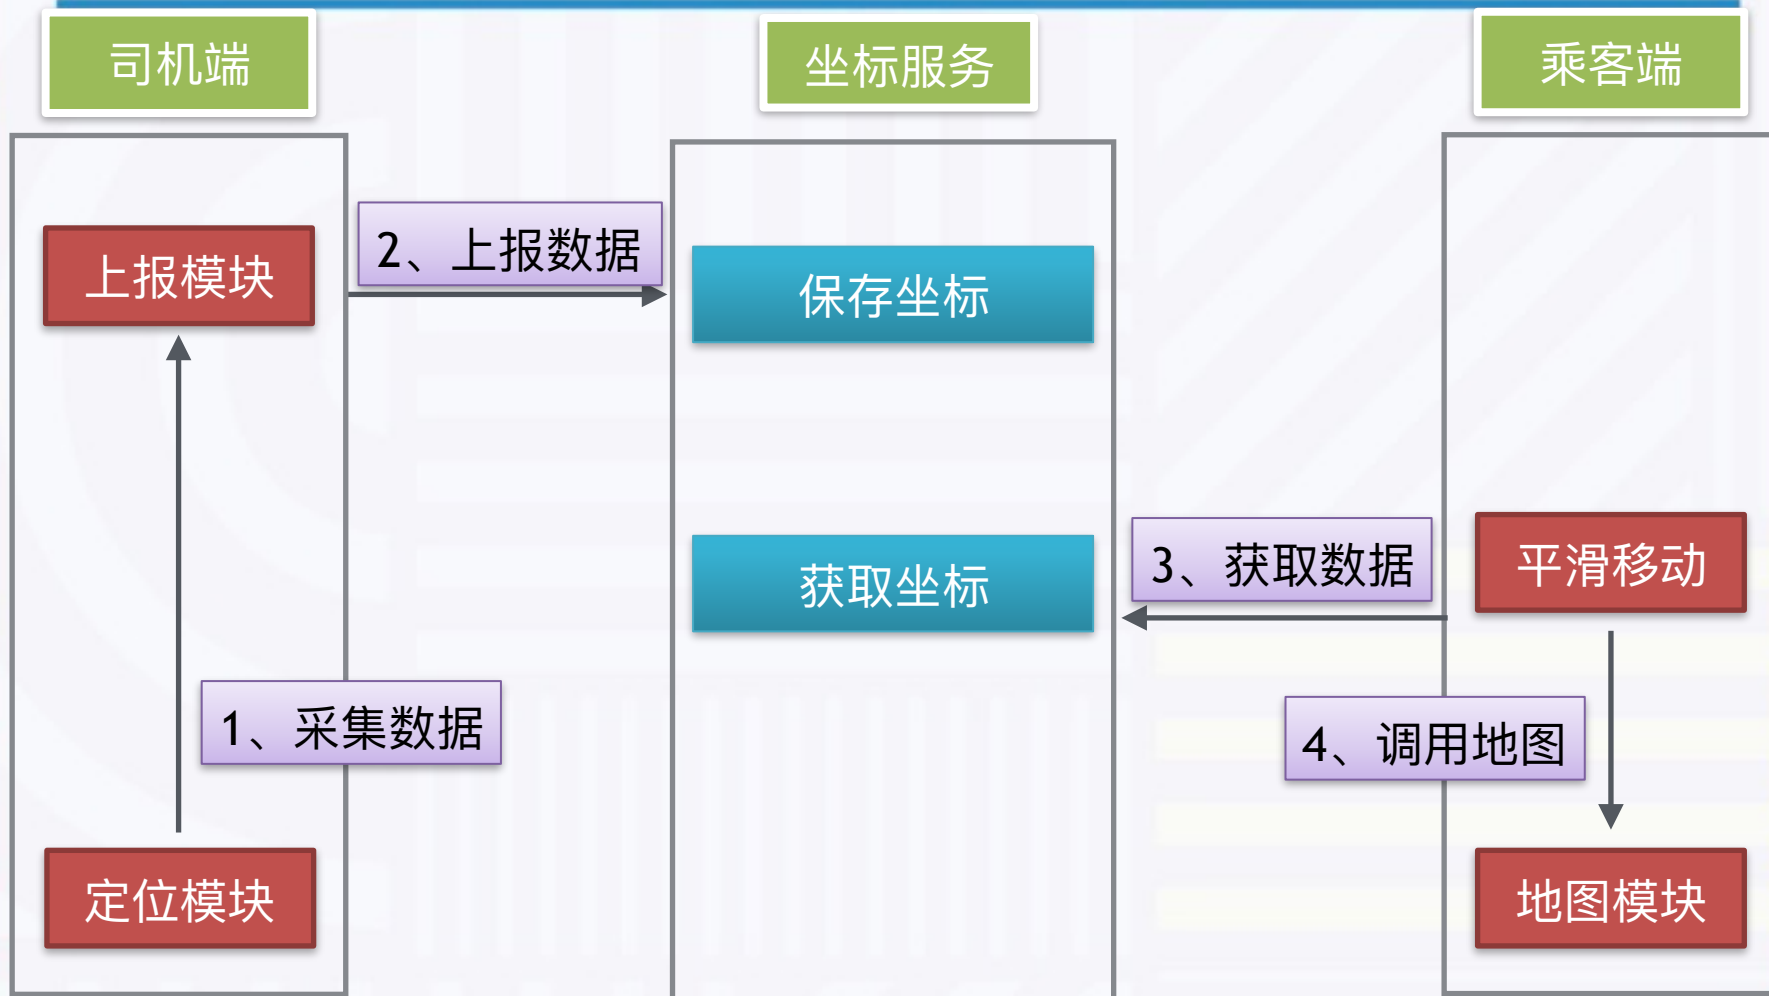 司机端
坐标服务
乘客端
上报模块
2、上报数据
保存坐标
获取坐标
3、获取数据
平滑移动
1、采集数据
4、调用地图
定位模块
地图模块